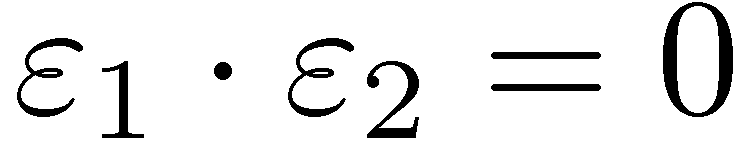 ε₁ · ε₂ = 0